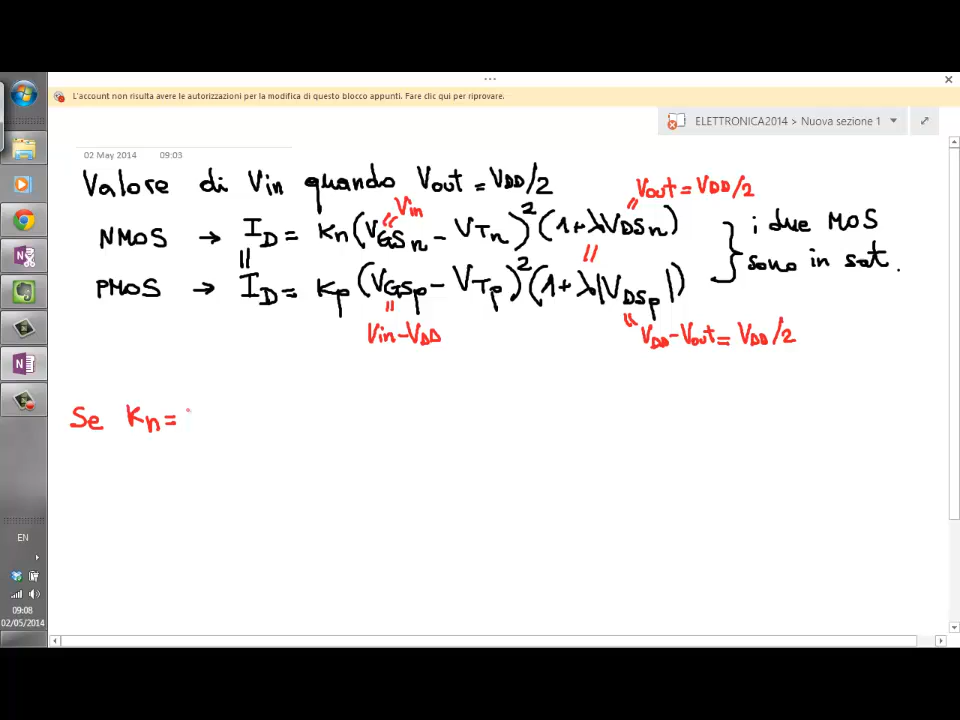 L'account non risulta avere le autorizzazioni per la modifica di questo blocco appunti. Fare clic qui per riprovare.
ELETTRONICA2014 > Nuova sezione 1
02 May 2014 09:03
Valore di Vin quando Vout = VDD/2
Vin
Vout = VDD/2
NMOS → ID = Kn (VGSn - VTn)² (1+λVDSn)
i due MOS
sono in sat.
PMOS → ID = Kp (VGSp - VTp)² (1+λ|VDSp|)
Vin-VDD
VDD-Vout = VDD/2
Se Kn =
EN
09:08
02/05/2014